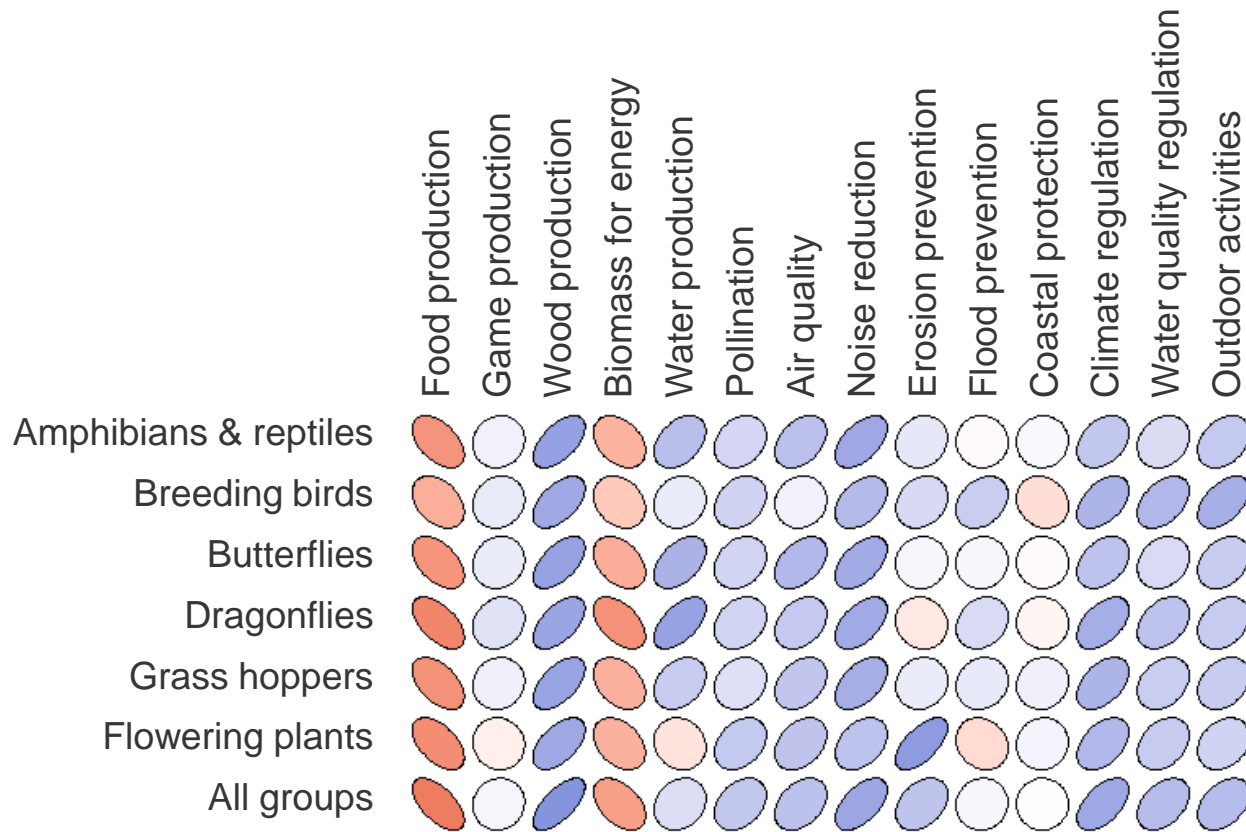 Food production
Game production
Wood production
Biomass for energy
Water production
Pollination
Air quality
Noise reduction
Erosion prevention
Flood prevention
Coastal protection
Climate regulation
Water quality regulation
Outdoor activities
Amphibians & reptiles
Breeding birds
Butterflies
Dragonflies
Grass hoppers
Flowering plants
All groups